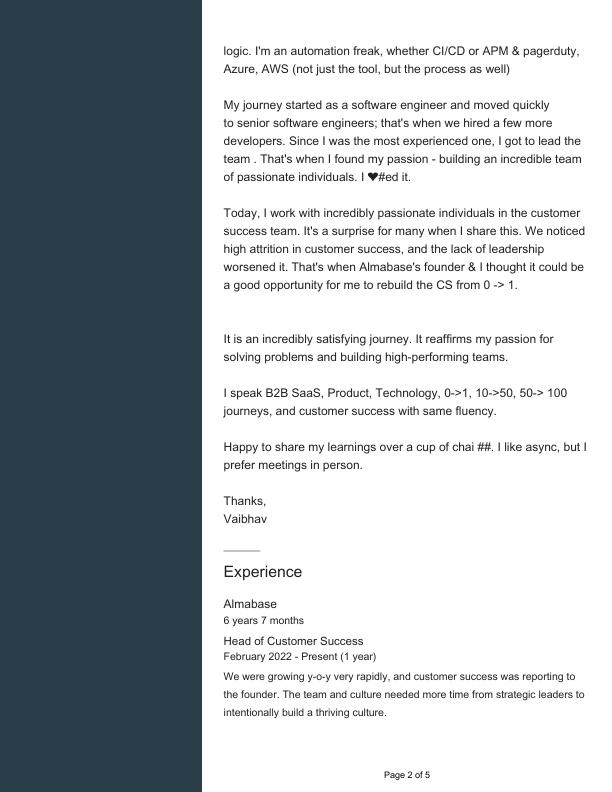 logic. I'm an automation freak, whether CI/CD or APM & pagerduty,
Azure, AWS (not just the tool, but the process as well)
My journey started as a software engineer and moved quickly
to senior software engineers; that's when we hired a few more
developers. Since I was the most experienced one, I got to lead the
team . That's when I found my passion - building an incredible team
of passionate individuals. I ❤#ed it.
Today, I work with incredibly passionate individuals in the customer
success team. It's a surprise for many when I share this. We noticed
high attrition in customer success, and the lack of leadership
worsened it. That's when Almabase's founder & I thought it could be
a good opportunity for me to rebuild the CS from 0 -> 1.
It is an incredibly satisfying journey. It reaffirms my passion for
solving problems and building high-performing teams.
I speak B2B SaaS, Product, Technology, 0->1, 10->50, 50-> 100
journeys, and customer success with same fluency.
Happy to share my learnings over a cup of chai ##. I like async, but I
prefer meetings in person.
Thanks,
Vaibhav
Experience
Almabase
6 years 7 months
Head of Customer Success
February 2022 - Present (1 year)
We were growing y-o-y very rapidly, and customer success was reporting to
the founder. The team and culture needed more time from strategic leaders to
intentionally build a thriving culture.
Page 2 of 5